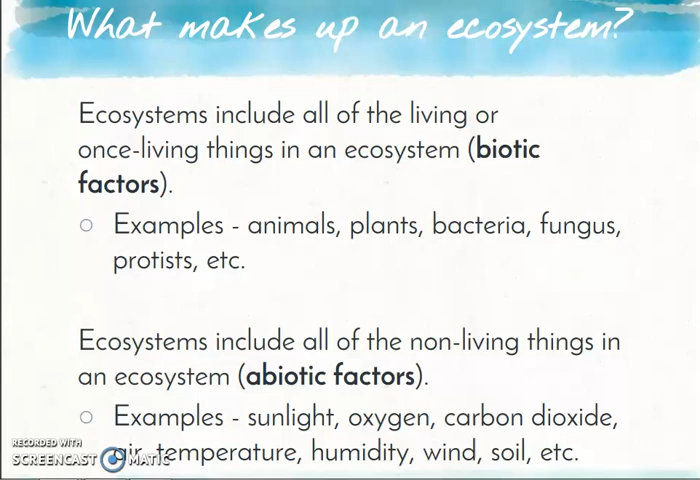 What makes up an ecosystem?
Ecosystems include all of the living or
once-living things in an ecosystem (biotic
factors).
Examples - animals, plants, bacteria, fungus,
protists, etc.
Ecosystems include all of the non-living things in
an ecosystem (abiotic factors).
Examples - sunlight, oxygen, carbon dioxide,
air, temperature, humidity, wind, soil, etc.
RECORDED WITH
SCREENCAST MATIC